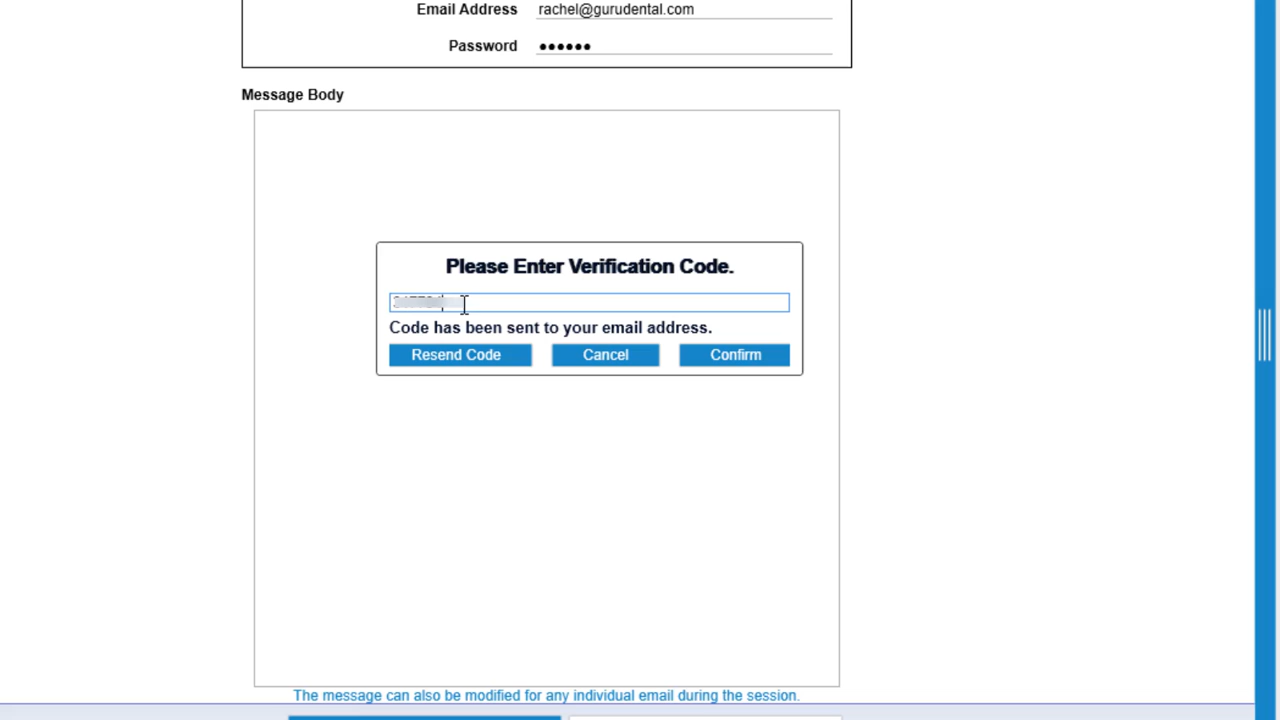 Email Address rachel@gurudental.com
Password ••••••
Message Body
Please Enter Verification Code.
Code has been sent to your email address.
Resend Code Cancel Confirm
The message can also be modified for any individual email during the session.